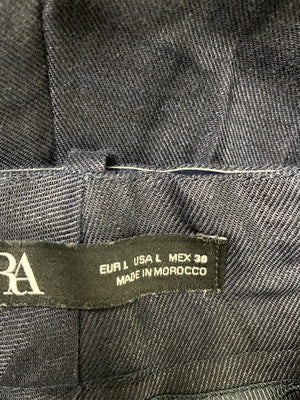 RA
EUR L USA L MEX 30
MADE IN MOROCCO